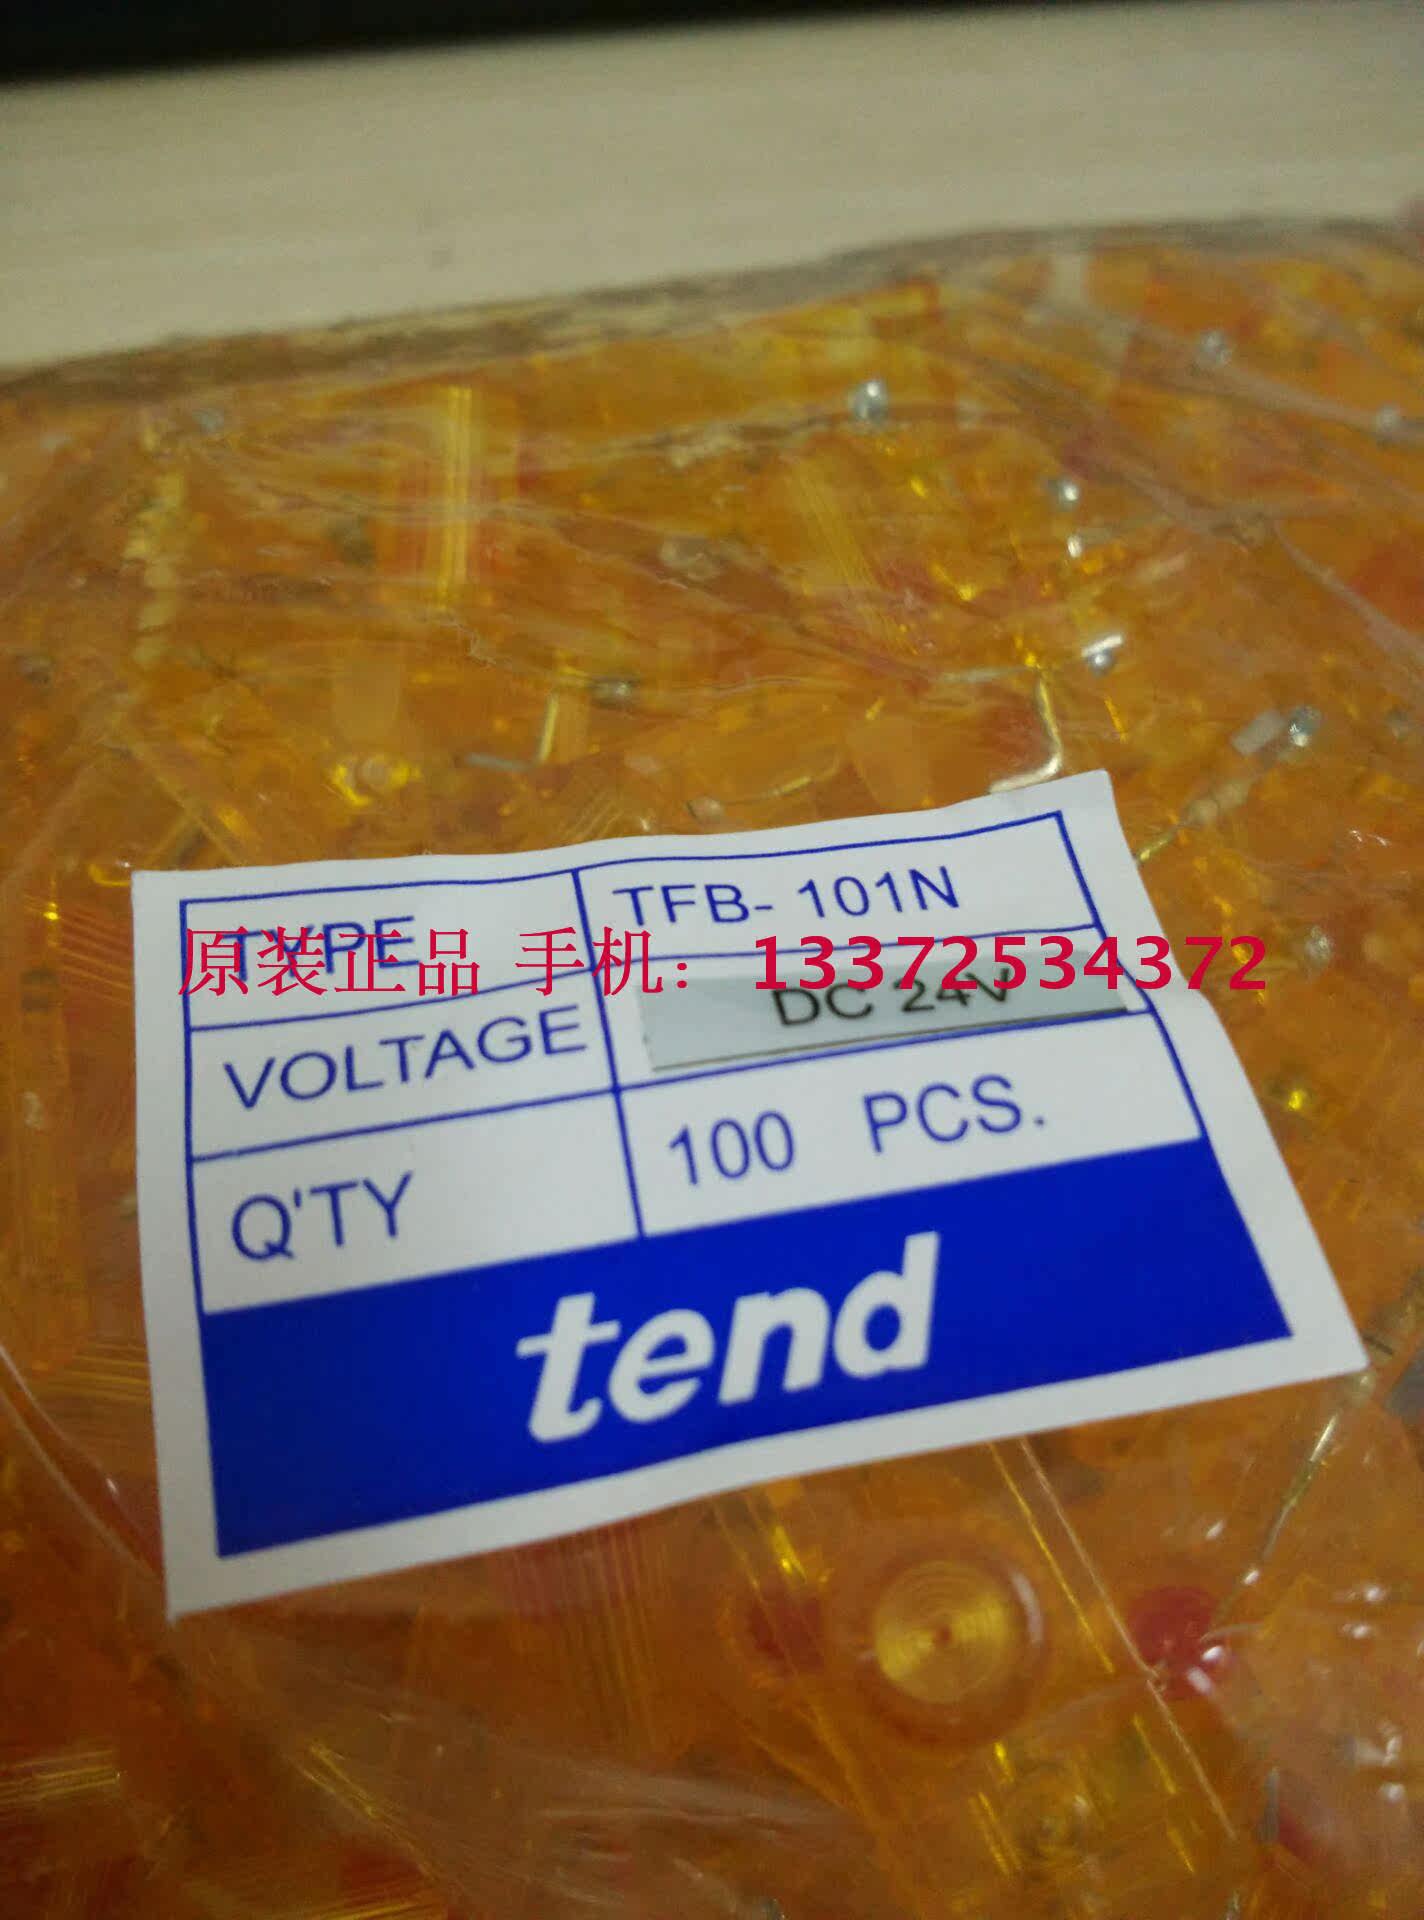 TYPE TFB- 101N
原装正品 手机：13372534372
VOLTAGE DC 24V
Q'TY 100 PCS.
tend